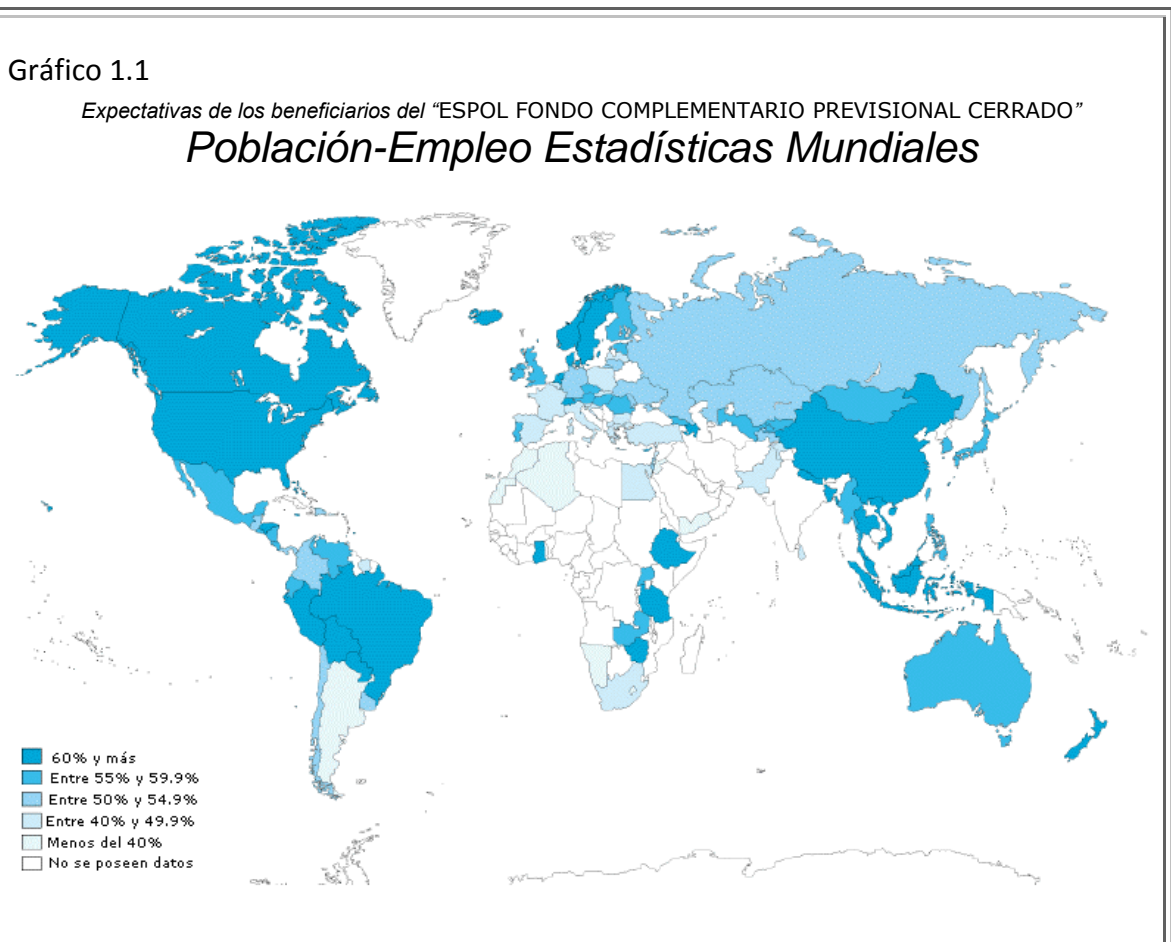 Gráfico 1.1
Expectativas de los beneficiarios del “ESPOL FONDO COMPLEMENTARIO PREVISIONAL CERRADO”
Población-Empleo Estadísticas Mundiales
60% y más
Entre 55% y 59.9%
Entre 50% y 54.9%
Entre 40% y 49.9%
Menos del 40%
No se poseen datos